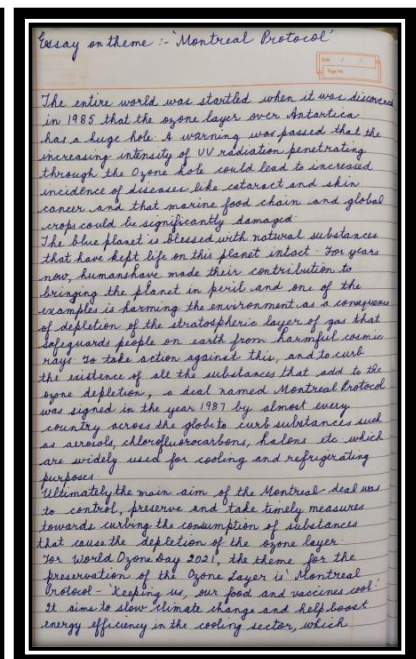 Essay on theme :- 'Montreal Protocol'
Date / /
Page No.
The entire world was startled when it was discovered
in 1985 that the ozone layer over Antartica
has a huge hole. A warning was passed that the
increasing intensity of UV radiation penetrating
through the Ozone hole could lead to increased
incidence of diseases like cataract and skin
cancer and that marine food chain and global
crops could be significantly damaged.
The blue planet is blessed with natural substances
that have kept life on this planet intact. For years
now, humans have made their contribution to
bringing the planet in peril and one of the
examples is harming the environment as a consequence
of depletion of the stratospheric layer of gas that
safeguards people on earth from harmful cosmic
rays. To take action against this, and to curb
the existence of all the substances that add to the
ozone depletion, a deal named Montreal Protocol
was signed in the year 1987 by almost every
country across the globe to curb substances such
as aerosols, chlorofluorocarbons, halons etc which
are widely used for cooling and refrigirating
purposes.
Ultimately the main aim of the Montreal deal was
to control, preserve and take timely measures
towards curbing the consumption of substances
that cause the depletion of the ozone layer.
For World Ozone Day 2021, the theme for the
preservation of the Ozone Layer is 'Montreal
Protocol - Keeping us, our food and vaccines cool.'
It aims to slow climate change and help boost
energy efficiency in the cooling sector, which